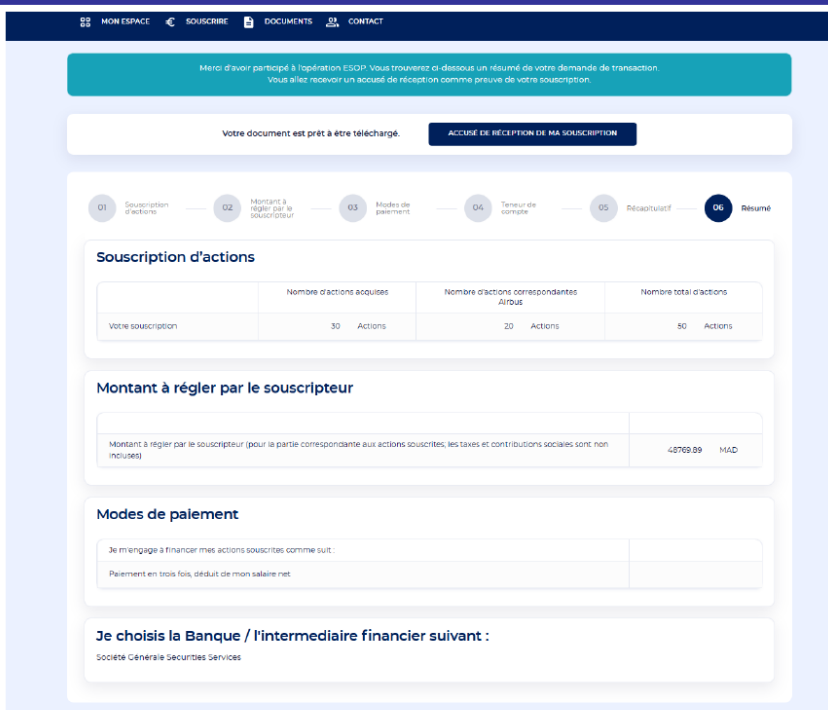 MON ESPACE € SOUSCRIRE DOCUMENTS CONTACT
Merci d'avoir participé à l'opération ESOP. Vous trouverez ci-dessous un résumé de votre demande de transaction.
Vous allez recevoir un accusé de réception comme preuve de votre souscription.
Votre document est prêt à être téléchargé. ACCUSÉ DE RÉCEPTION DE MA SOUSCRIPTION
01 Souscription d'actions
02 Montant à régler par le souscripteur
03 Modes de paiement
04 Teneur de compte
05 Récapitulatif
06 Résumé
Souscription d'actions
Nombre d'actions acquises
Nombre d'actions correspondantes
Airbus
Nombre total d'actions
Votre souscription 30 Actions 20 Actions 50 Actions
Montant à régler par le souscripteur
Montant à régler par le souscripteur (pour la partie correspondante aux actions souscrites; les taxes et contributions sociales sont non
incluses)
48769.89 MAD
Modes de paiement
Je m'engage à financer mes actions souscrites comme suit :
Paiement en trois fois, déduit de mon salaire net
Je choisis la Banque / l'intermediaire financier suivant :
Société Générale Securities Services